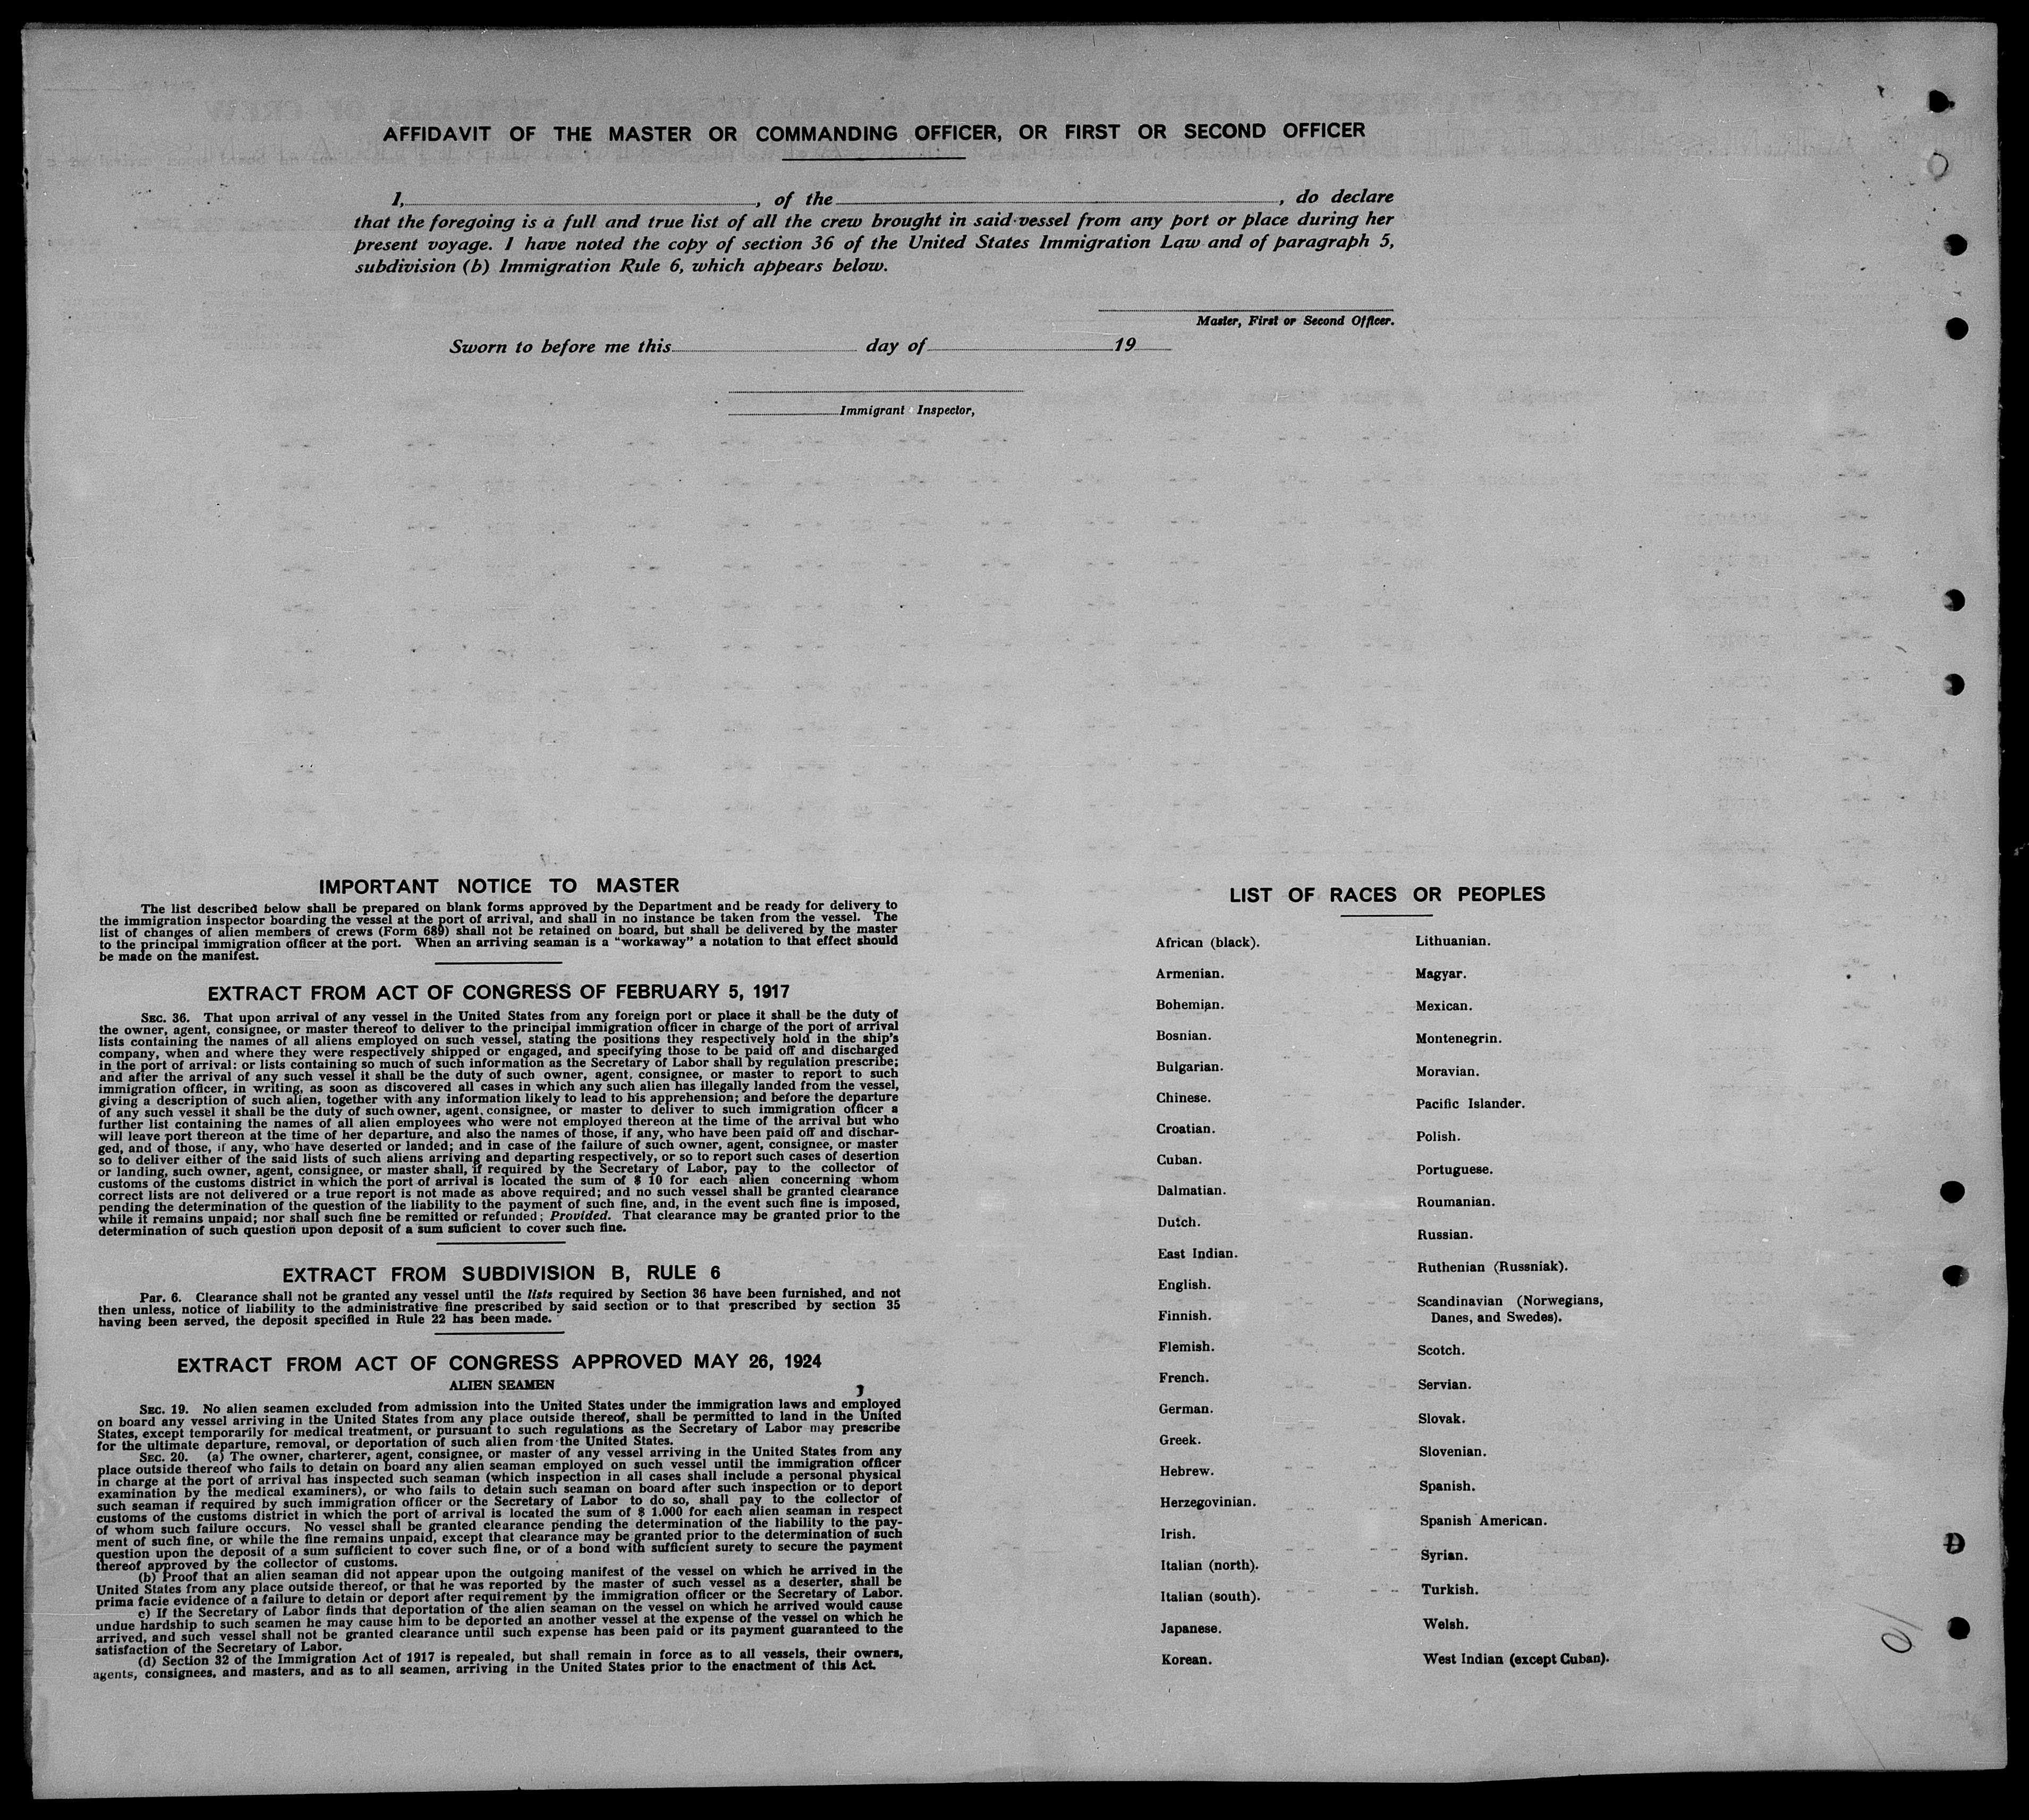 AFFIDAVIT OF THE MASTER OR COMMANDING OFFICER, OR FIRST OR SECOND OFFICER
I, , of the , do declare
that the foregoing is a full and true list of all the crew brought in said vessel from any port or place during her
present voyage. I have noted the copy of section 36 of the United States Immigration Law and of paragraph 5,
subdivision (b) Immigration Rule 6, which appears below.
Master, First or Second Officer.
Sworn to before me this day of 19
Immigrant Inspector,
IMPORTANT NOTICE TO MASTER
The list described below shall be prepared on blank forms approved by the Department and be ready for delivery to
the immigration inspector boarding the vessel at the port of arrival, and shall in no instance be taken from the vessel. The
list of changes of alien members of crews (Form 689) shall not be retained on board, but shall be delivered by the master
to the principal immigration officer at the port. When an arriving seaman is a "workaway" a notation to that effect should
be made on the manifest.
EXTRACT FROM ACT OF CONGRESS OF FEBRUARY 5, 1917
SEC. 36. That upon arrival of any vessel in the United States from any foreign port or place it shall be the duty of
the owner, agent, consignee, or master thereof to deliver to the principal immigration officer in charge of the port of arrival
lists containing the names of all aliens employed on such vessel, stating the positions they respectively hold in the ship's
company, when and where they were respectively shipped or engaged, and specifying those to be paid off and discharged
in the port of arrival: or lists containing so much of such information as the Secretary of Labor shall by regulation prescribe;
and after the arrival of any such vessel it shall be the duty of such owner, agent, consignee, or master to report to such
immigration officer, in writing, as soon as discovered all cases in which any such alien has illegally landed from the vessel,
giving a description of such alien, together with any information likely to lead to his apprehension; and before the departure
of any such vessel it shall be the duty of such owner, agent, consignee, or master to deliver to such immigration officer a
further list containing the names of all alien employees who were not employed thereon at the time of the arrival but who
will leave port thereon at the time of her departure, and also the names of those, if any, who have been paid off and dischar-
ged, and of those, if any, who have deserted or landed; and in case of the failure of such owner, agent, consignee, or master
so to deliver either of the said lists of such aliens arriving and departing respectively, or so to report such cases of desertion
or landing, such owner, agent, consignee, or master shall, if required by the Secretary of Labor, pay to the collector of
customs of the customs district in which the port of arrival is located the sum of $ 10 for each alien concerning whom
correct lists are not delivered or a true report is not made as above required; and no such vessel shall be granted clearance
pending the determination of the question of the liability to the payment of such fine, and, in the event such fine is imposed,
while it remains unpaid; nor shall such fine be remitted or refunded; Provided. That clearance may be granted prior to the
determination of such question upon deposit of a sum suficient to cover such fine.
EXTRACT FROM SUBDIVISION B, RULE 6
Par. 6. Clearance shall not be granted any vessel until the lists required by Section 36 have been furnished, and not
then unless, notice of liability to the administrative fine prescribed by said section or to that prescribed by section 35
having been served, the deposit specified in Rule 22 has been made.
EXTRACT FROM ACT OF CONGRESS APPROVED MAY 26, 1924
ALIEN SEAMEN
SEC. 19. No alien seamen excluded from admission into the United States under the immigration laws and employed
on board any vessel arriving in the United States from any place outside thereof, shall be permitted to land in the United
States, except temporarily for medical treatment, or pursuant to such regulations as the Secretary of Labor may prescribe
for the ultimate departure, removal, or deportation of such alien from the United States.
SEC. 20. (a) The owner, charterer, agent, consignee, or master of any vessel arriving in the United States from any
place outside thereof who fails to detain on board any alien seaman employed on such vessel until the immigration officer
in charge at the port of arrival has inspected such seaman (which inspection in all cases shall include a personal physical
examination by the medical examiners), or who fails to detain such seaman on board after such inspection or to deport
such seaman if required by such immigration officer or the Secretary of Labor to do so, shall pay to the collector of
customs of the customs district in which the port of arrival is located the sum of $ 1.000 for each alien seaman in respect
of whom such failure occurs. No vessel shall be granted clearance pending the determination of the liability to the pay-
ment of such fine, or while the fine remains unpaid, except that clearance may be granted prior to the determination of such
question upon the deposit of a sum sufficient to cover such fine, or of a bond with sufficient surety to secure the payment
thereof approved by the collector of customs.
(b) Proof that an alien seaman did not appear upon the outgoing manifest of the vessel on which he arrived in the
United States from any place outside thereof, or that he was reported by the master of such vessel as a deserter, shall be
prima facie evidence of a failure to detain or deport after requirement by the immigration officer or the Secretary of Labor.
c) If the Secretary of Labor finds that deportation of the alien seaman on the vessel on which he arrived would cause
undue hardship to such seamen he may cause him to be deported an another vessel at the expense of the vessel on which he
arrived, and such vessel shall not be granted clearance until such expense has been paid or its payment guaranteed to the
satisfaction of the Secretary of Labor.
(d) Section 32 of the Immigration Act of 1917 is repealed, but shall remain in force as to all vessels, their owners,
agents, consignees, and masters, and as to all seamen, arriving in the United States prior to the enactment of this Act.
LIST OF RACES OR PEOPLES
African (black).
Armenian.
Bohemian.
Bosnian.
Bulgarian.
Chinese.
Croatian.
Cuban.
Dalmatian.
Dutch.
East Indian.
English.
Finnish.
Flemish.
French.
German.
Greek.
Hebrew.
Herzegovinian.
Irish.
Italian (north).
Italian (south).
Japanese.
Korean.
Lithuanian.
Magyar.
Mexican.
Montenegrin.
Moravian.
Pacific Islander.
Polish.
Portuguese.
Roumanian.
Russian.
Ruthenian (Russniak).
Scandinavian (Norwegians,
Danes, and Swedes).
Scotch.
Servian.
Slovak.
Slovenian.
Spanish.
Spanish American.
Syrian.
Turkish.
Welsh.
West Indian (except Cuban).